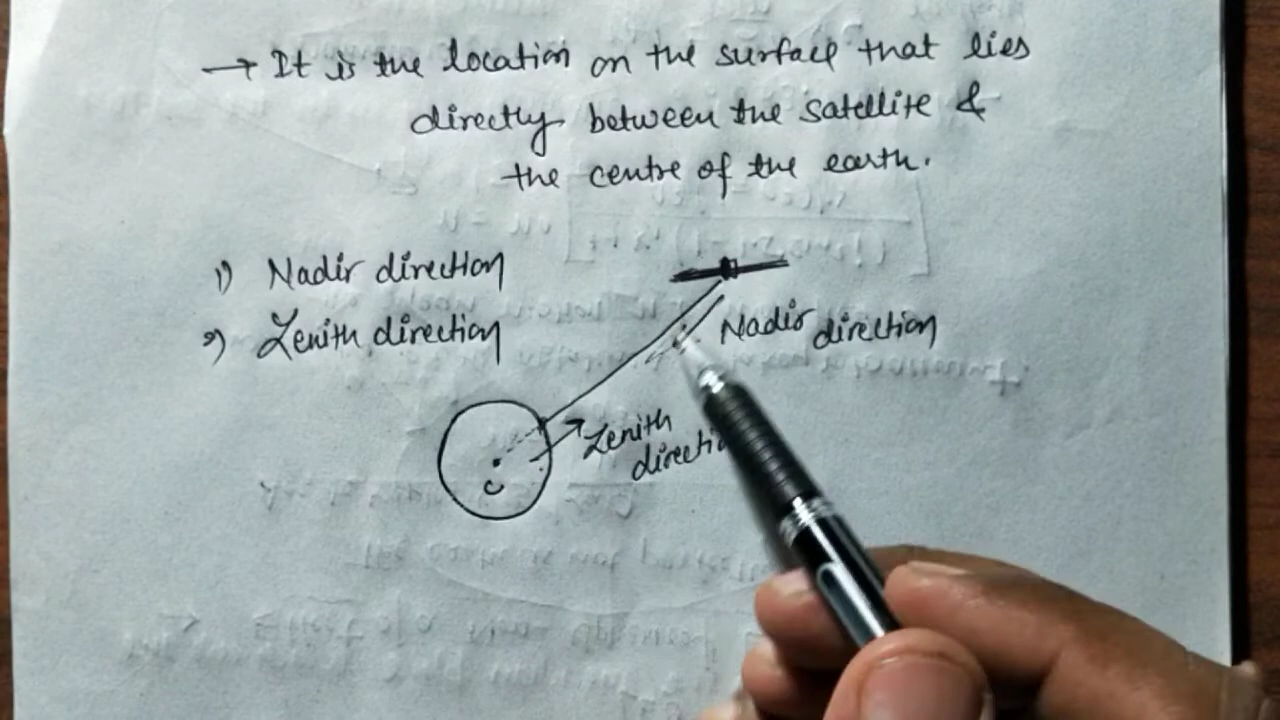 → It is the location on the surface that lies
directly between the satellite &
the centre of the earth.
1) Nadir direction
2) Zenith direction
Nadir direction
Zenith
direction
C